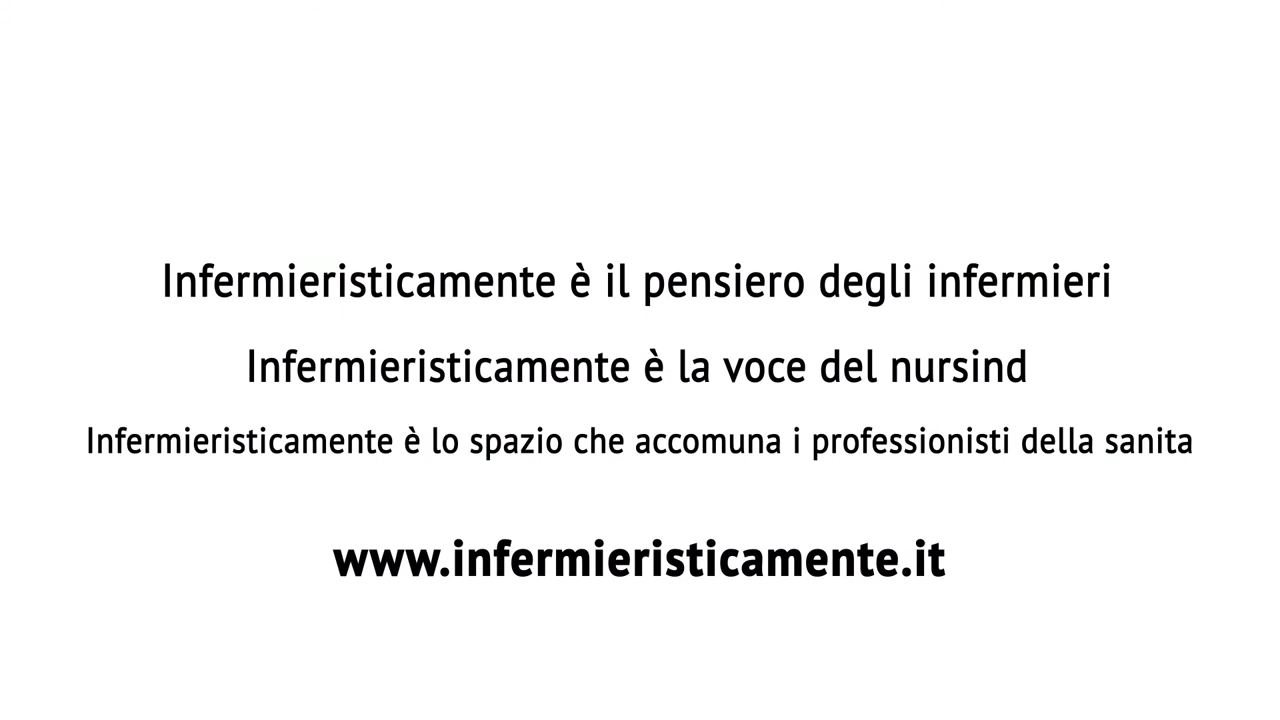 Infermieristicamente è il pensiero degli infermieri
Infermieristicamente è la voce del nursind
Infermieristicamente è lo spazio che accomuna i professionisti della sanita
www.infermieristicamente.it